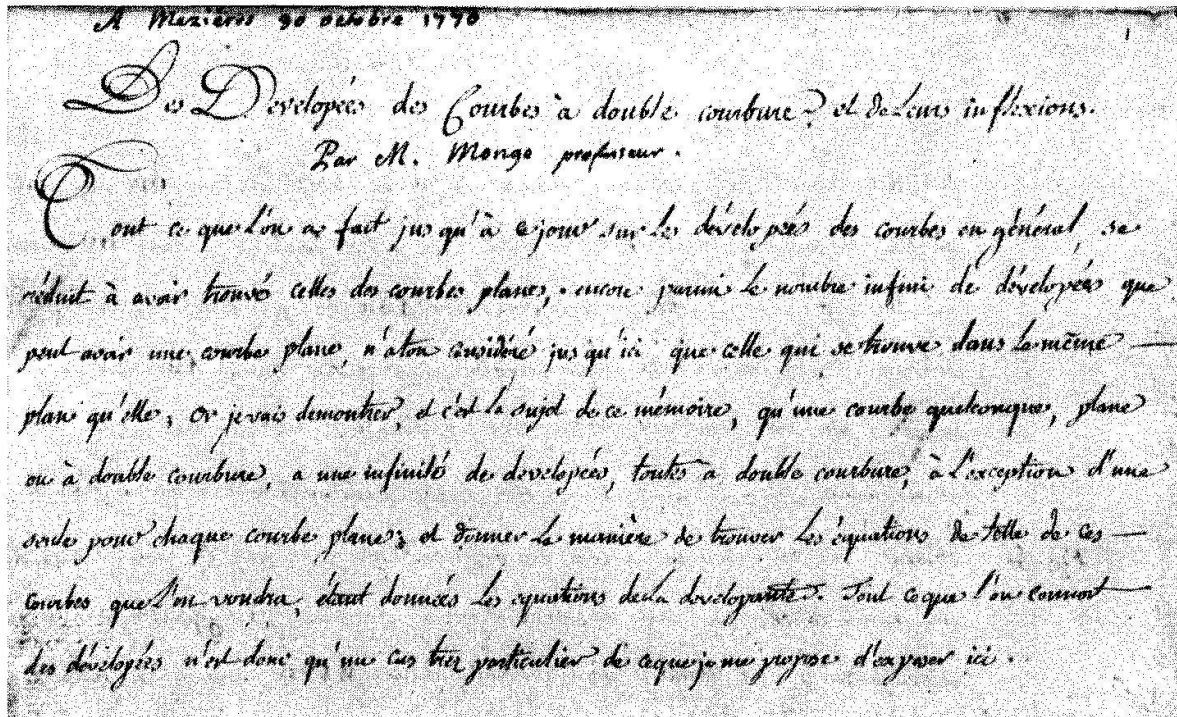 A Mezières 30 octobre 1770
1
Des Developées des Courbes à double courbure, et de Leurs inflexions.
Par M. Monge professeur.
Tout ce que l'on a fait jusqu'à ce jour sur Les dévelopées des courbes en général, se
réduit à avoir trouvé celles des courbes planes, encore parmi Le nombre infini de dévelopées que
peut avoir une courbe plane, n'aton considéré jusqu'ici que celle qui se trouve dans Le même
plan qu'elle; or je vais demontrer, et c'est Le sujet de ce mémoire, qu'une courbe quelconque, plane
ou à double courbure, a une infinité de developées, toutes a double courbure, à L'exception d'une
seule pour chaque courbe plane; et donner La manière de trouver Les équations de telle de ces
courbes que L'on voudra, étant données Les equations de La developante. Tout ce que l'on connoit
des dévelopées n'est donc qu'un cas trez particulier de ce que je me propose d'exposer ici.